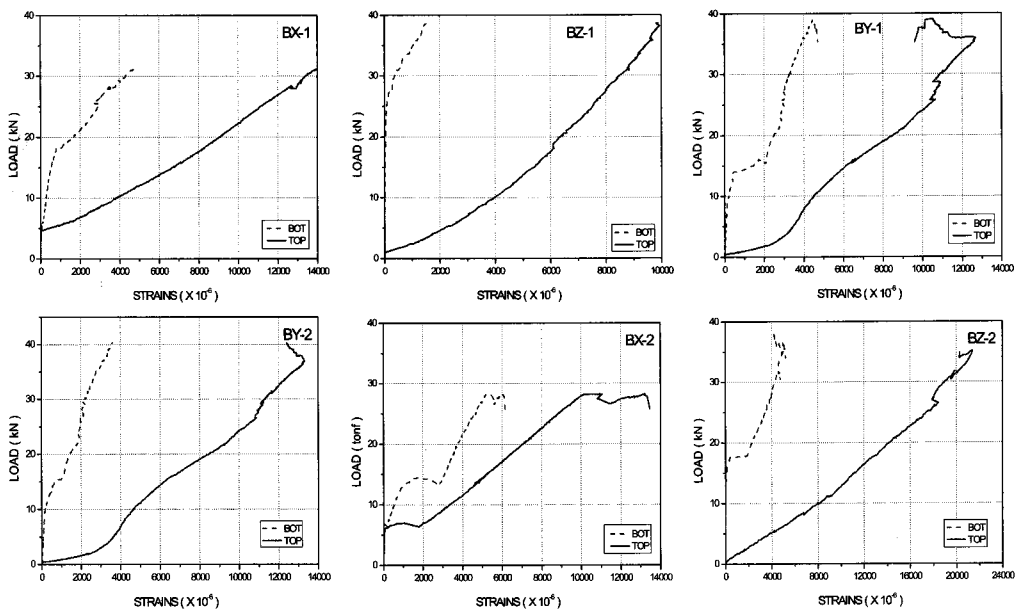 BX-1
LOAD ( kN )
40
30
20
10
0
BOT
TOP
0 2000 4000 6000 8000 10000 12000 14000
STRAINS ( X 10⁻⁶ )
BZ-1
LOAD ( kN )
40
30
20
10
0
BOT
TOP
0 2000 4000 6000 8000 10000
STRAINS ( X 10⁻⁶ )
BY-1
LOAD ( kN )
40
30
20
10
0
BOT
TOP
0 2000 4000 6000 8000 10000 12000 14000
STRAINS ( X 10⁻⁶ )
BY-2
LOAD ( kN )
40
30
20
10
0
BOT
TOP
0 2000 4000 6000 8000 10000 12000 14000
STRAINS ( X 10⁻⁶ )
BX-2
LOAD ( tonf )
40
30
20
10
0
BOT
TOP
0 2000 4000 6000 8000 10000 12000 14000
STRAINS ( X 10⁻⁶ )
BZ-2
LOAD ( kN )
40
30
20
10
0
BOT
TOP
0 4000 8000 12000 16000 20000 24000
STRAINS ( X 10⁻⁶ )